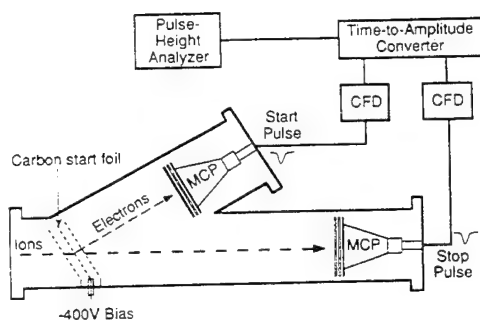 Pulse-
Height
Analyzer
Time-to-Amplitude
Converter
CFD
CFD
Start
Pulse
Carbon start foil
MCP
Electrons
Ions
MCP
Stop
Pulse
-400V Bias